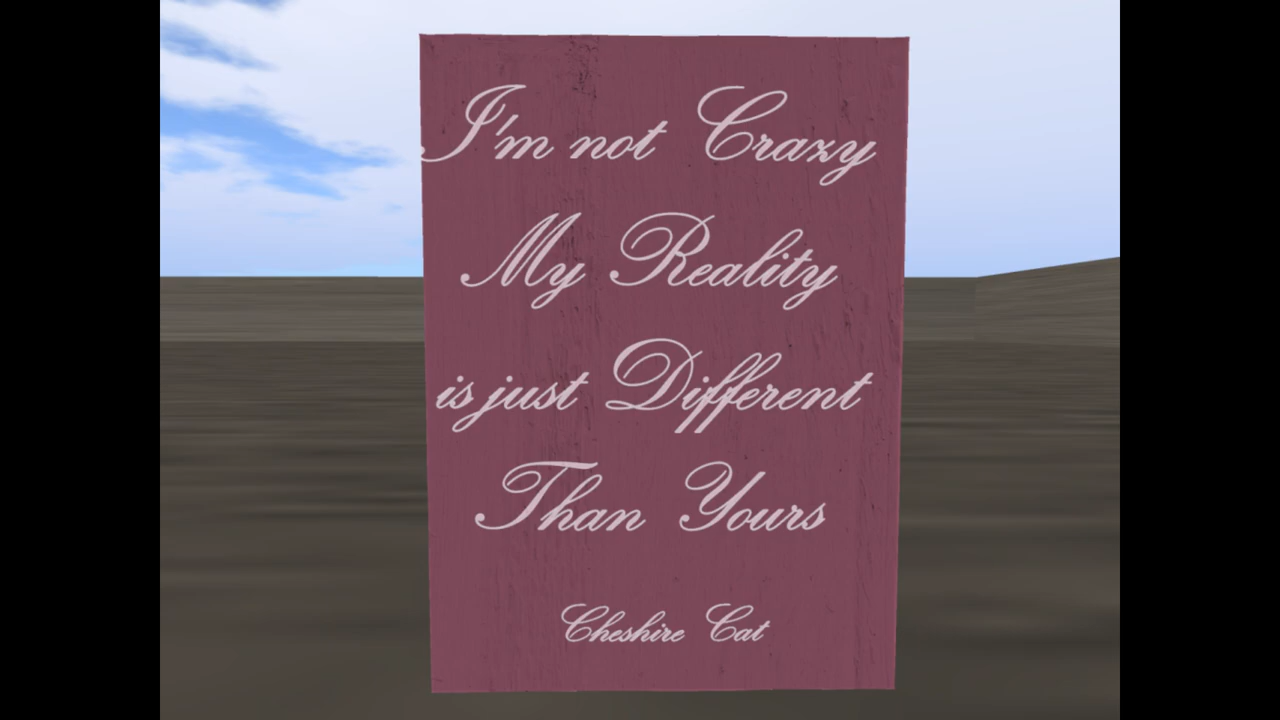 I'm not Crazy
My Reality
is just Different
Than Yours
Cheshire Cat